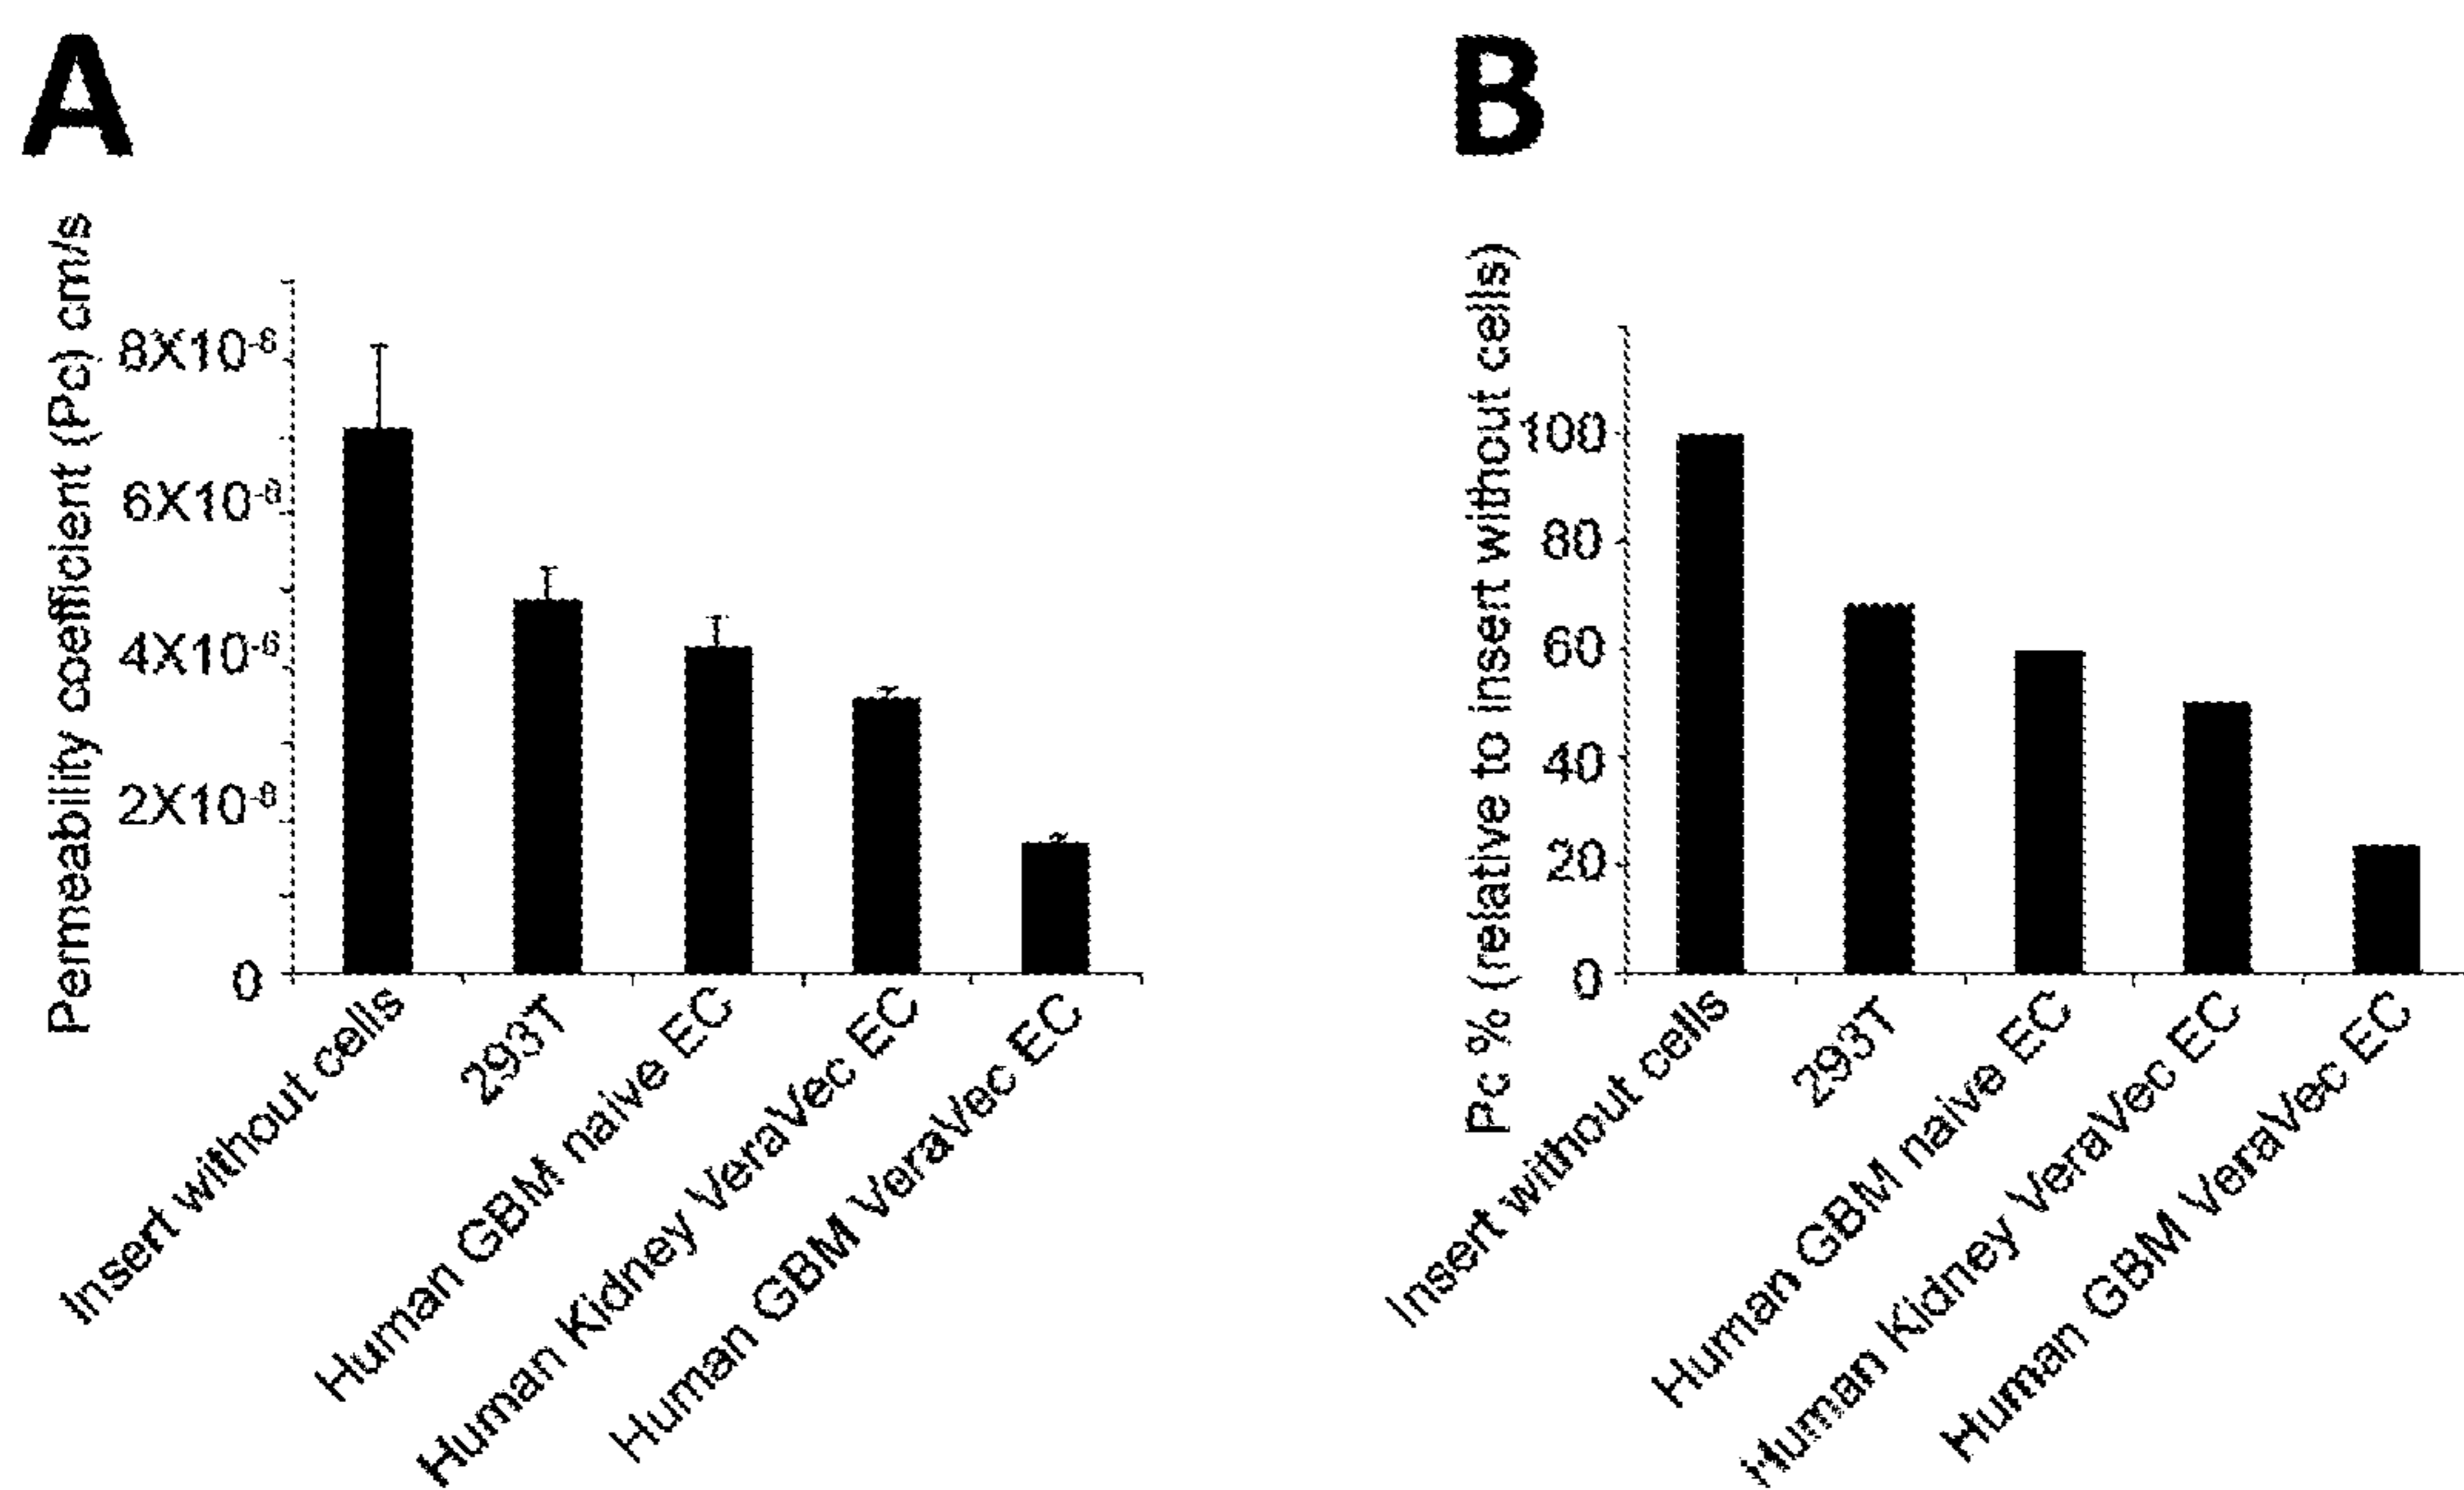 A
Permeability coefficient (Pc) cm/s
8X10-6
6X10-6
4X10-6
2X10-6
0
Insert without cells
293T
Human GBM naive EC
Human Kidney VeraVec EC
Human GBM VeraVec EC
B
Pc % (relative to insert without cells)
100
80
60
40
20
0
Insert without cells
293T
Human GBM naive EC
Human Kidney VeraVec EC
Human GBM VeraVec EC